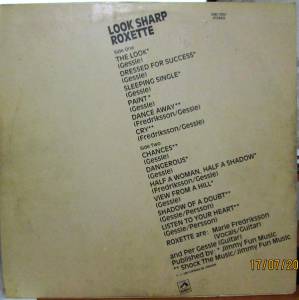 LOOK SHARP
ROXETTE
Side One
THE LOOK*
(Gessle)
DRESSED FOR SUCCESS*
(Gessle)
SLEEPING SINGLE*
(Gessle)
PAINT*
(Gessle)
DANCE AWAY**
(Fredriksson/Gessle)
CRY**
(Fredriksson/Gessle)
Side Two
CHANCES**
(Gessle)
DANGEROUS*
(Gessle)
HALF A WOMAN, HALF A SHADOW*
(Fredriksson/Gessle)
VIEW FROM A HILL*
(Gessle)
SHADOW OF A DOUBT**
(Gessle/Persson)
LISTEN TO YOUR HEART**
(Gessle/Persson)
ROXETTE are: Marie Fredriksson
(Vocals/Guitar)
and Per Gessle (Guitar)
Published by * Jimmy Fun Music
** Shock The Music/Jimmy Fun Music
17/07/20